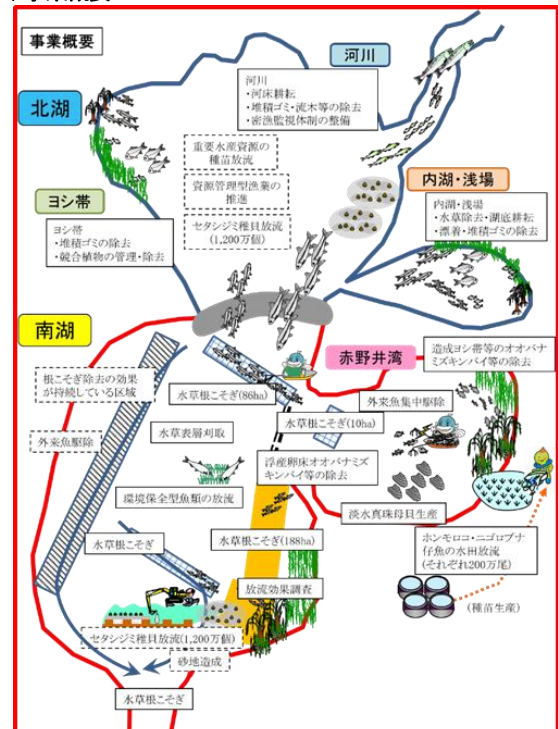 事業概要
河川
河川
・河床耕耘
・堆積ゴミ・流木等の除去
・密漁監視体制の整備
北湖
重要水産資源の
種苗放流
資源管理型漁業の
推進
セタシジミ稚貝放流
(1,200万個)
内湖・浅場
内湖・浅場
・水草除去・湖底耕耘
・漂着・堆積ゴミの除去
ヨシ帯
ヨシ帯
・堆積ゴミの除去
・競合植物の管理・除去
南湖
赤野井湾
造成ヨシ帯等のオオバナ
ミズキンバイ等の除去
根こそぎ除去の効果
が持続している区域
水草根こそぎ(86ha)
外来魚集中駆除
水草根こそぎ(10ha)
外来魚駆除
水草表層刈取
浮産卵床オオバナミズ
キンバイ等の除去
環境保全型魚類の放流
淡水真珠母貝生産
水草根こそぎ
水草根こそぎ(188ha)
ホンモロコ・ニゴロブナ
仔魚の水田放流
(それぞれ200万尾)
放流効果調査
(種苗生産)
セタシジミ稚貝放流(1,200万個)
砂地造成
水草根こそぎ